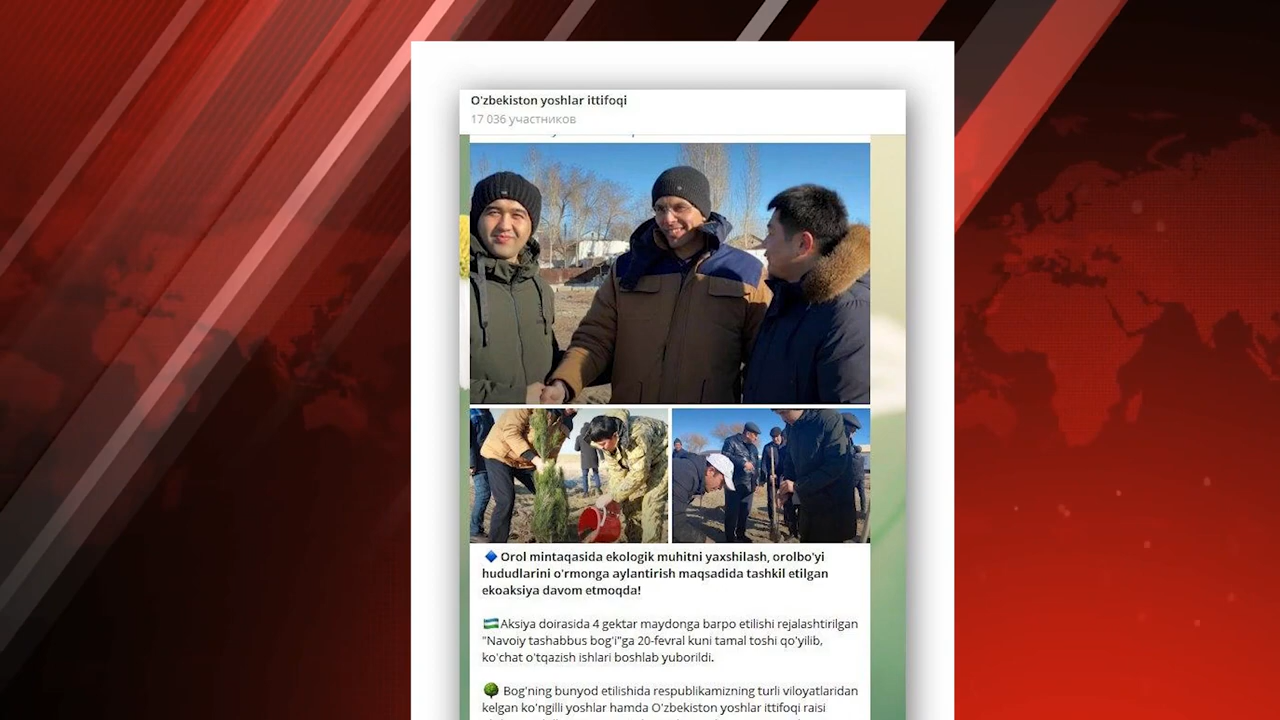 O'zbekiston yoshlar ittifoqi
17 036 участников
Orol mintaqasida ekologik muhitni yaxshilash, orolbo'yi
hududlarini o'rmonga aylantirish maqsadida tashkil etilgan
ekoaksiya davom etmoqda!
Aksiya doirasida 4 gektar maydonga barpo etilishi rejalashtirilgan
"Navoiy tashabbus bog'i"ga 20-fevral kuni tamal toshi qo'yilib,
ko'chat o'tqazish ishlari boshlab yuborildi.
Bog'ning bunyod etilishida respublikamizning turli viloyatlaridan
kelgan ko'ngilli yoshlar hamda O'zbekiston yoshlar ittifoqi raisi